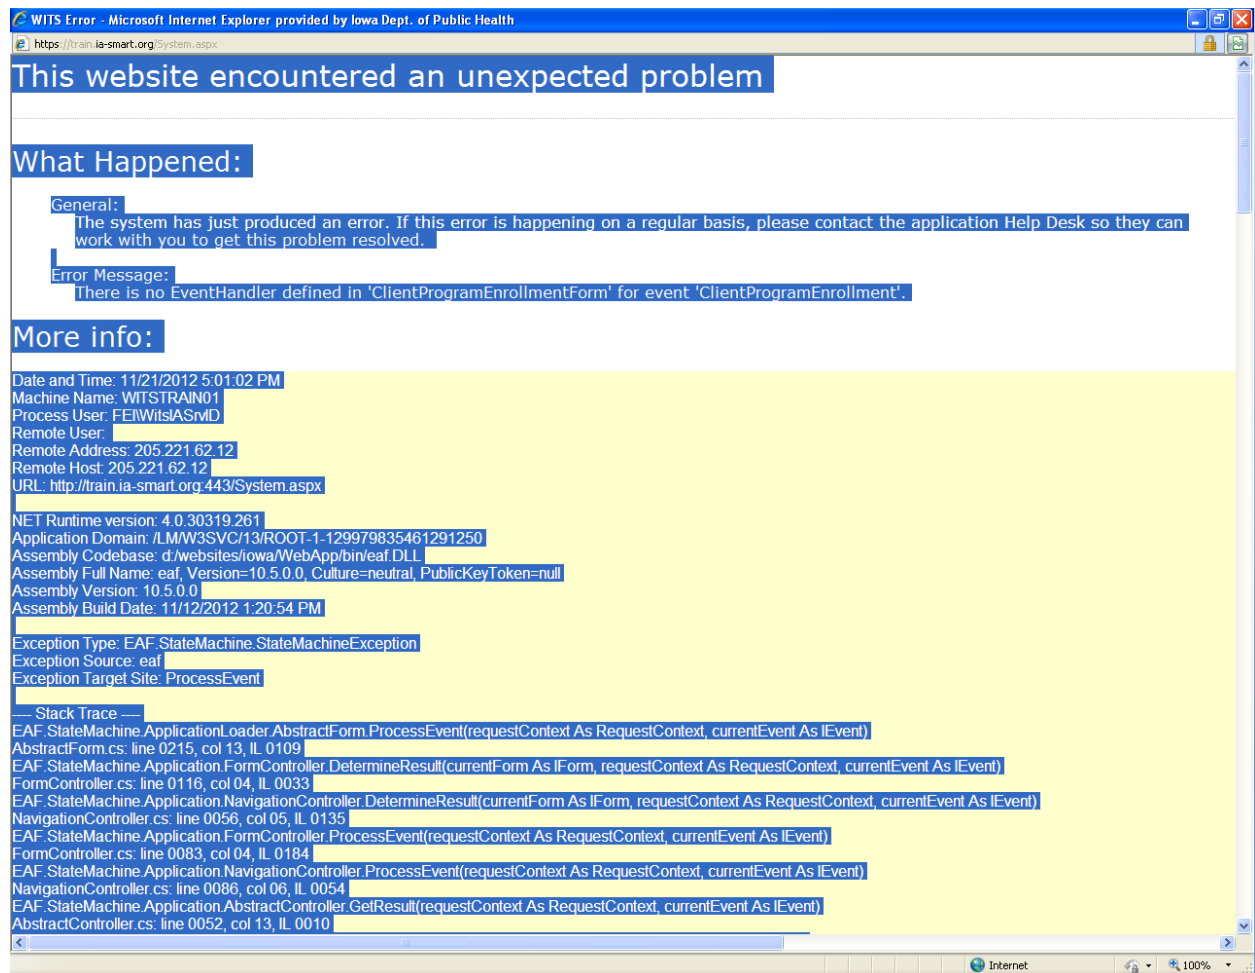 WITS Error - Microsoft Internet Explorer provided by Iowa Dept. of Public Health
https://train.ia-smart.org/System.aspx
This website encountered an unexpected problem
What Happened:
General:
The system has just produced an error. If this error is happening on a regular basis, please contact the application Help Desk so they can
work with you to get this problem resolved.
Error Message:
There is no EventHandler defined in 'ClientProgramEnrollmentForm' for event 'ClientProgramEnrollment'.
More info:
Date and Time: 11/21/2012 5:01:02 PM
Machine Name: WITSTRAIN01
Process User: FEI\WitsIASrvID
Remote User:
Remote Address: 205.221.62.12
Remote Host: 205.221.62.12
URL: http://train.ia-smart.org:443/System.aspx
NET Runtime version: 4.0.30319.261
Application Domain: /LM/W3SVC/13/ROOT-1-129979835461291250
Assembly Codebase: d:/websites/iowa/WebApp/bin/eaf.DLL
Assembly Full Name: eaf, Version=10.5.0.0, Culture=neutral, PublicKeyToken=null
Assembly Version: 10.5.0.0
Assembly Build Date: 11/12/2012 1:20:54 PM
Exception Type: EAF.StateMachine.StateMachineException
Exception Source: eaf
Exception Target Site: ProcessEvent
---- Stack Trace ----
EAF.StateMachine.ApplicationLoader.AbstractForm.ProcessEvent(requestContext As RequestContext, currentEvent As IEvent)
AbstractForm.cs: line 0215, col 13, IL 0109
EAF.StateMachine.Application.FormController.DetermineResult(currentForm As IForm, requestContext As RequestContext, currentEvent As IEvent)
FormController.cs: line 0116, col 04, IL 0033
EAF.StateMachine.Application.NavigationController.DetermineResult(currentForm As IForm, requestContext As RequestContext, currentEvent As IEvent)
NavigationController.cs: line 0056, col 05, IL 0135
EAF.StateMachine.Application.FormController.ProcessEvent(requestContext As RequestContext, currentEvent As IEvent)
FormController.cs: line 0083, col 04, IL 0184
EAF.StateMachine.Application.NavigationController.ProcessEvent(requestContext As RequestContext, currentEvent As IEvent)
NavigationController.cs: line 0086, col 06, IL 0054
EAF.StateMachine.Application.AbstractController.GetResult(requestContext As RequestContext, currentEvent As IEvent)
AbstractController.cs: line 0052, col 13, IL 0010
Internet
100%